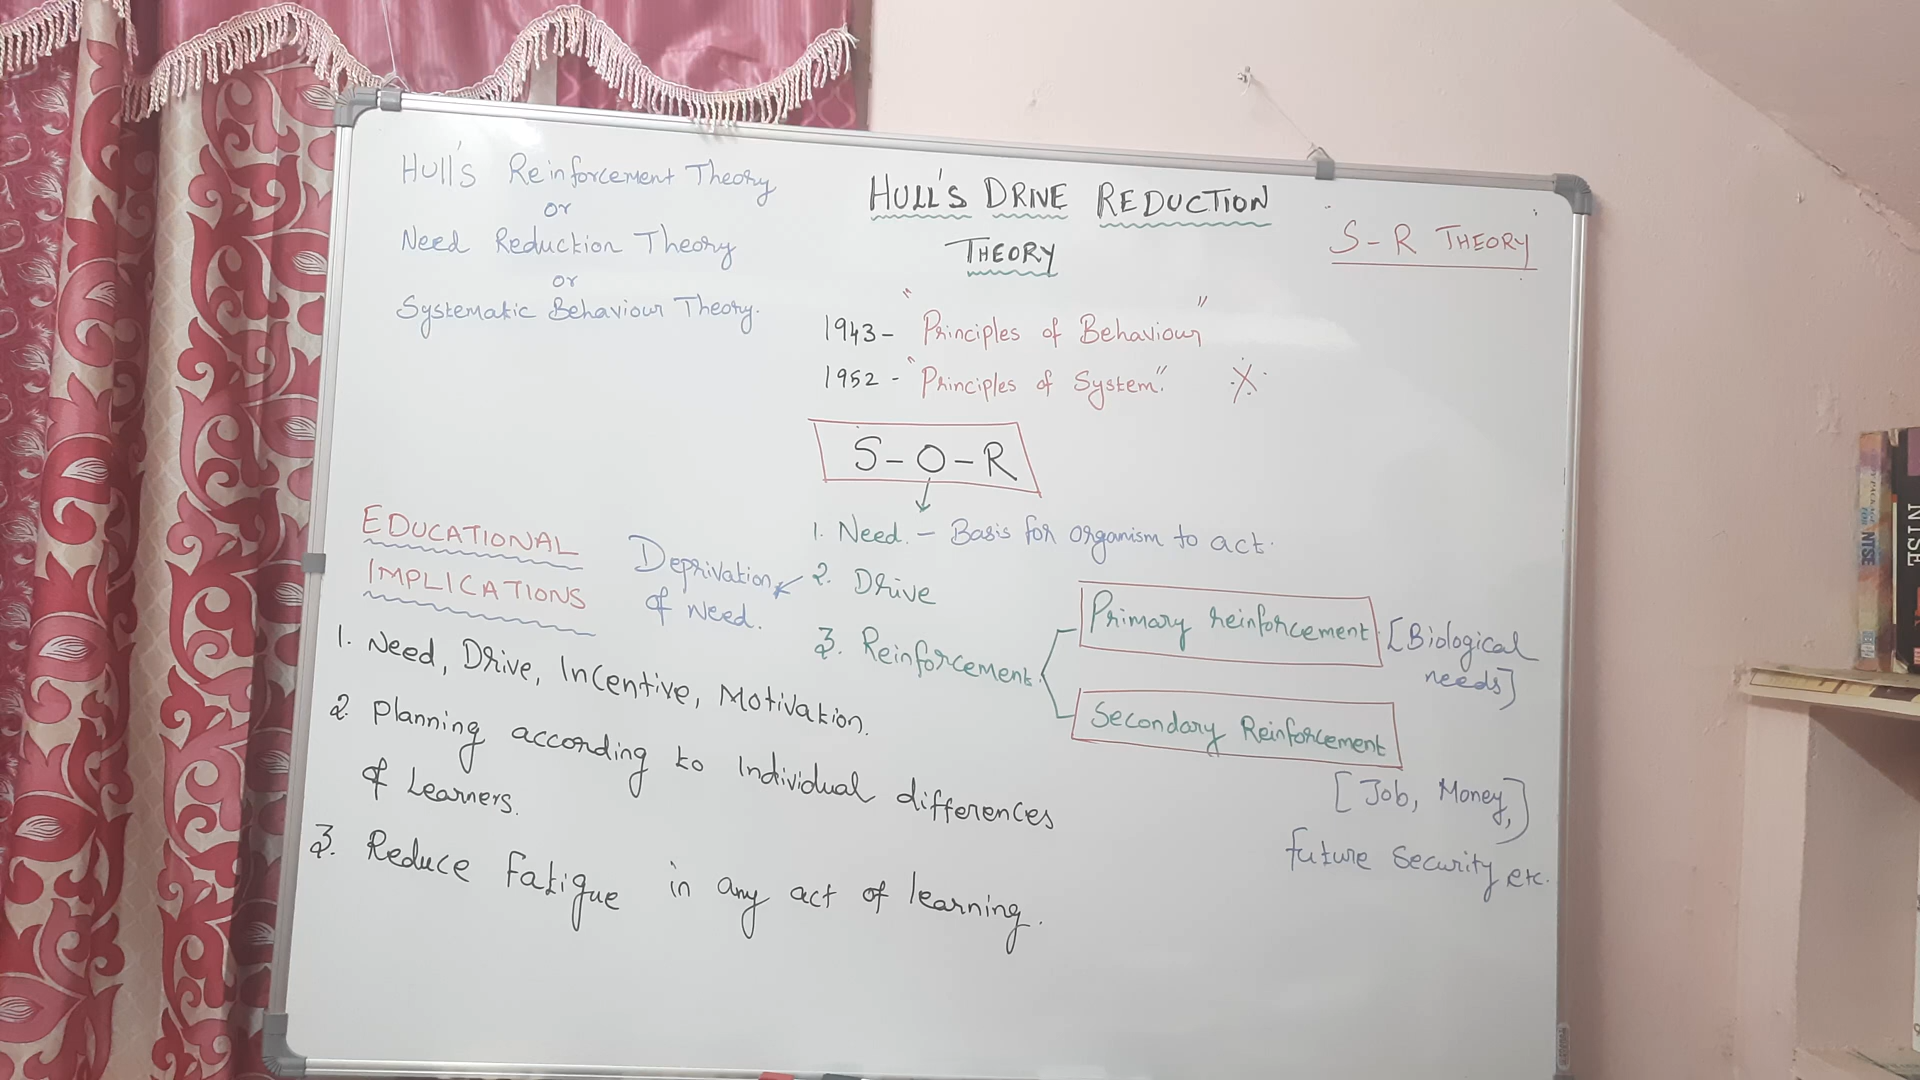 Hull's Reinforcement Theory
or
Need Reduction Theory
or
Systematic Behaviour Theory.
HULL'S DRIVE REDUCTION
THEORY
S-R THEORY
1943 - "Principles of Behaviour"
1952 - "Principles of System"
S-O-R
1. Need. - Basis for organism to act.
2. Drive
Deprivation
of Need.
3. Reinforcement.
Primary reinforcement
[Biological
needs]
Secondary Reinforcement
[Job, Money,]
future Security etc.
EDUCATIONAL
IMPLICATIONS
1. Need, Drive, Incentive, Motivation.
2. Planning according to Individual differences
of Learners.
3. Reduce Fatigue in any act of learning.
NTSE
NTSE